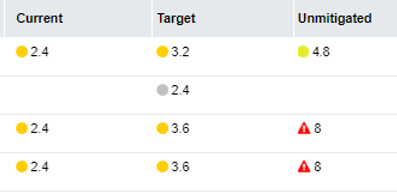 Current Target Unmitigated
2.4 3.2 4.8
2.4
2.4 3.6 8
2.4 3.6 8